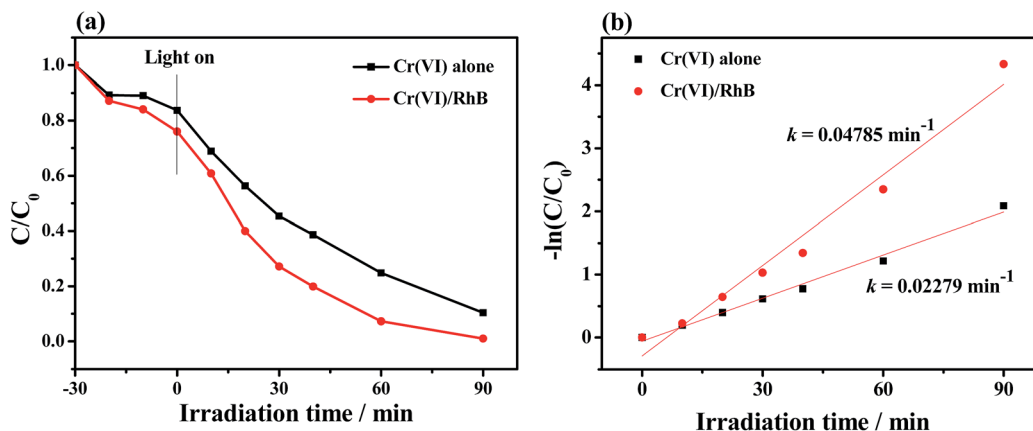 (a)
Light on
Cr(VI) alone
Cr(VI)/RhB
C/C0
1.0
0.8
0.6
0.4
0.2
0.0
-30
0
30
60
90
Irradiation time / min
(b)
Cr(VI) alone
Cr(VI)/RhB
k = 0.04785 min-1
k = 0.02279 min-1
-ln(C/C0)
4
3
2
1
0
0
30
60
90
Irradiation time / min